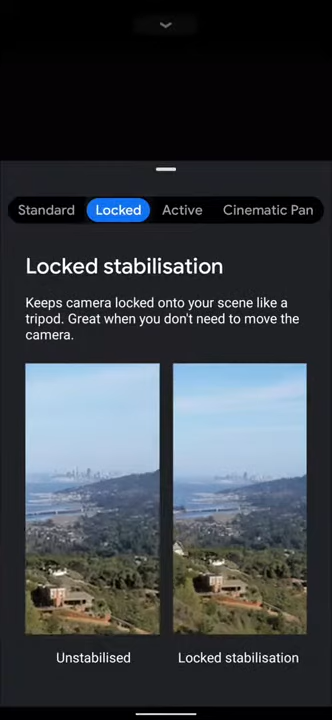 Standard Locked Active Cinematic Pan
Locked stabilisation
Keeps camera locked onto your scene like a
tripod. Great when you don't need to move the
camera.
Unstabilised Locked stabilisation